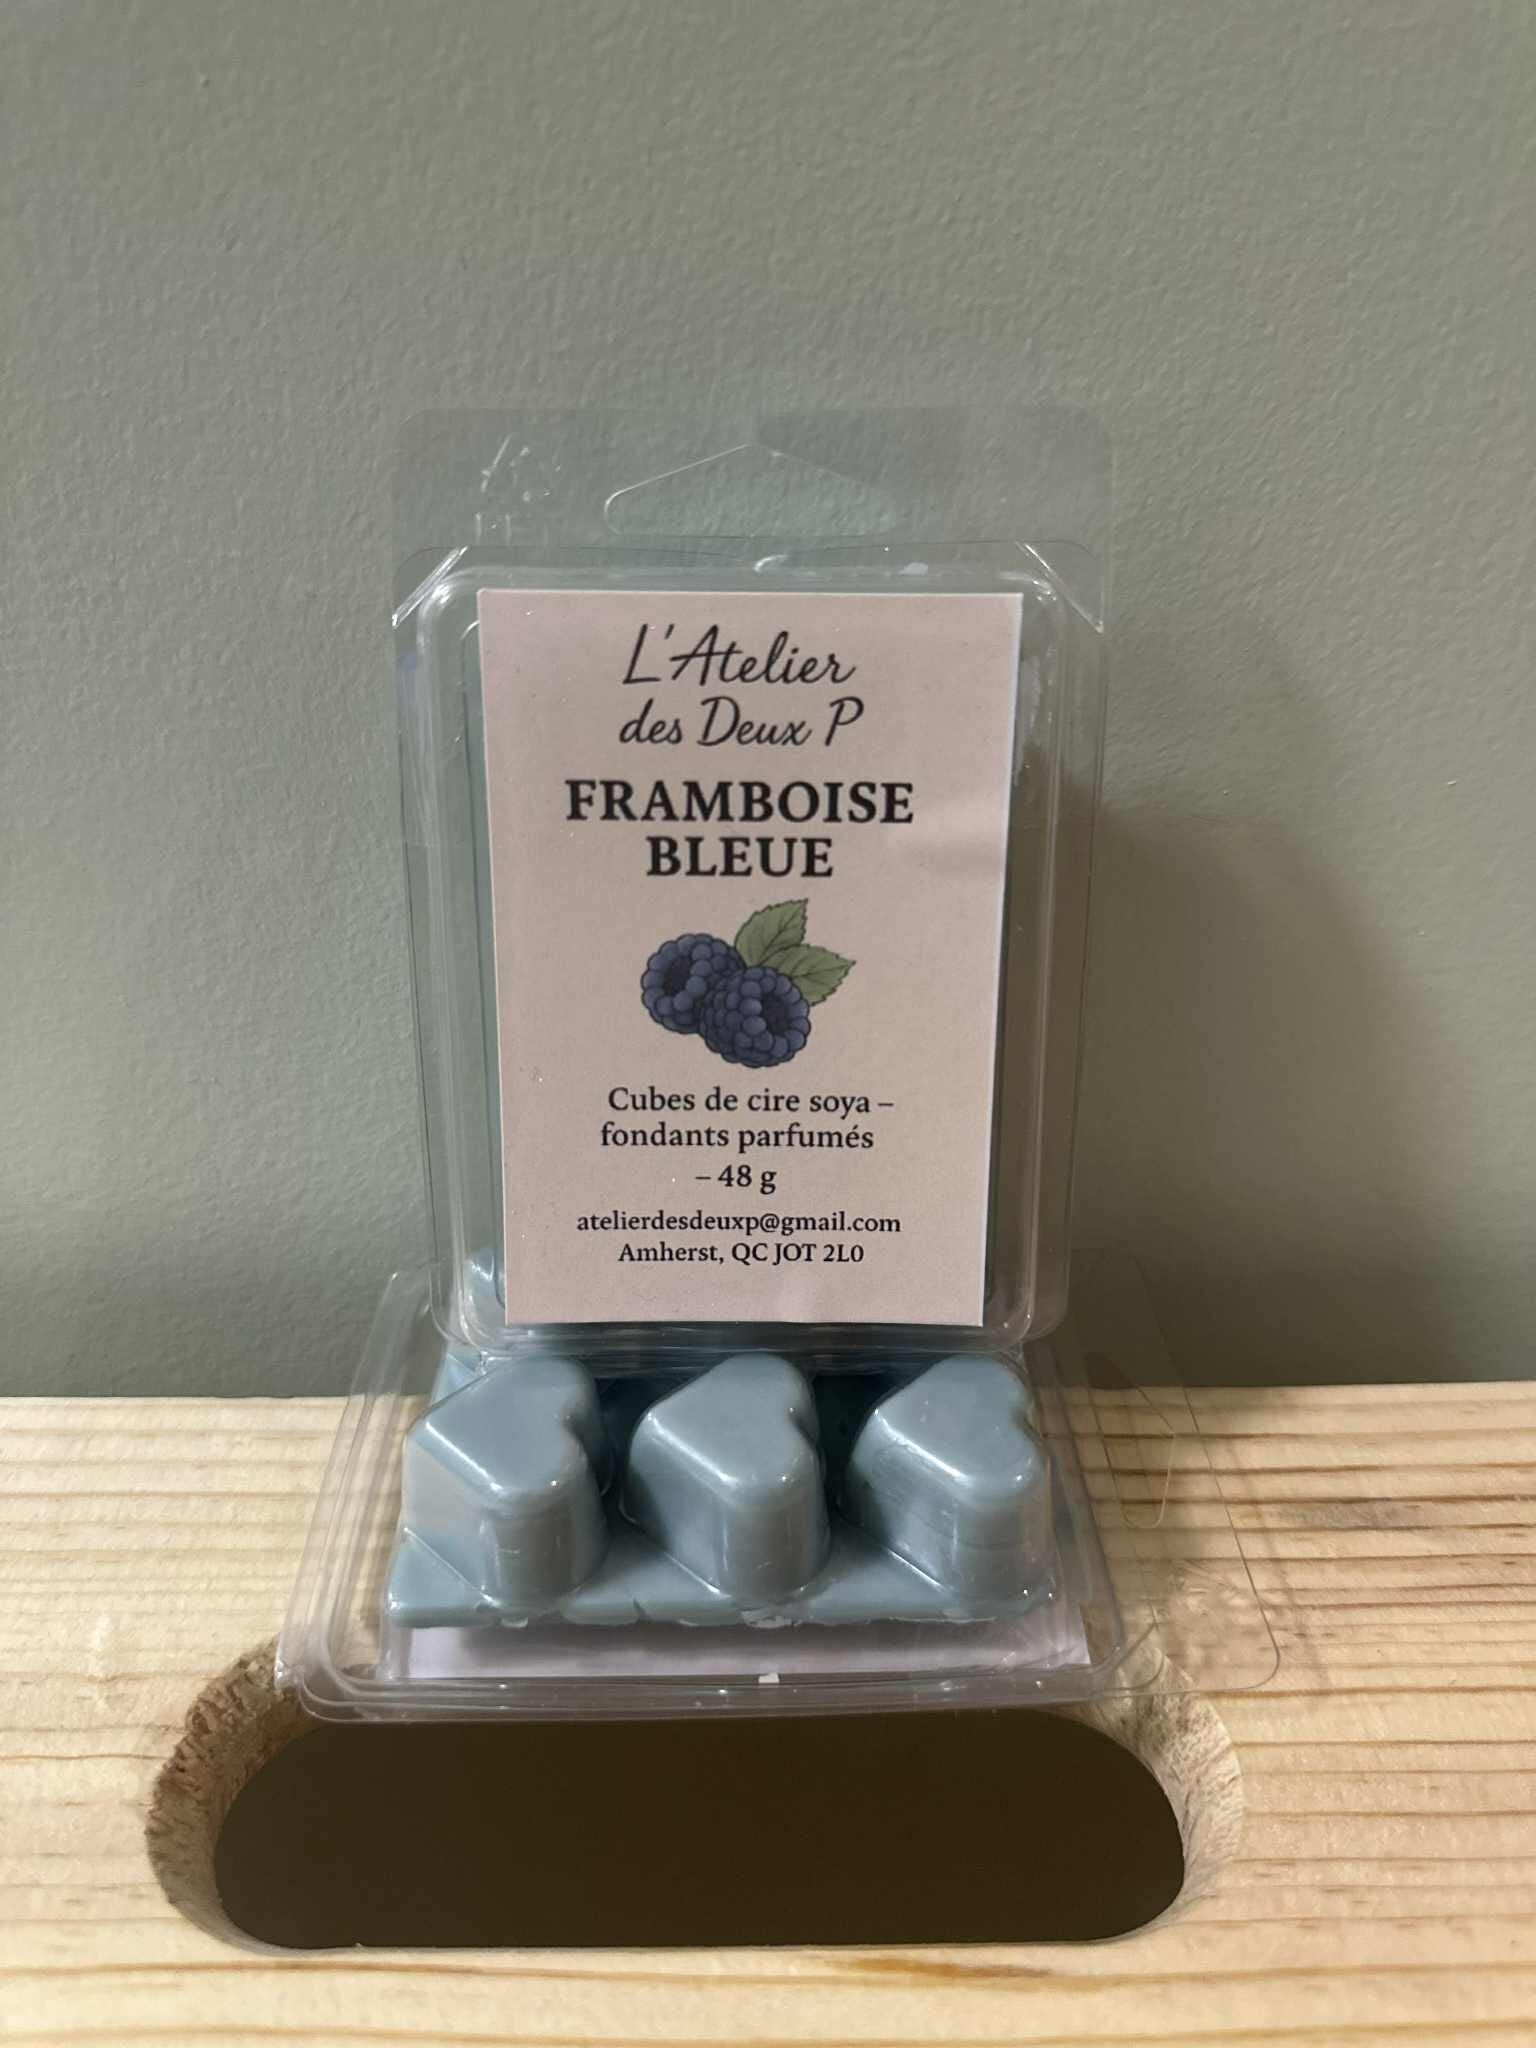 L'Atelier
des Deux P
FRAMBOISE
BLEUE
Cubes de cire soya –
fondants parfumés
– 48 g
atelierdesdeuxp@gmail.com
Amherst, QC JOT 2L0